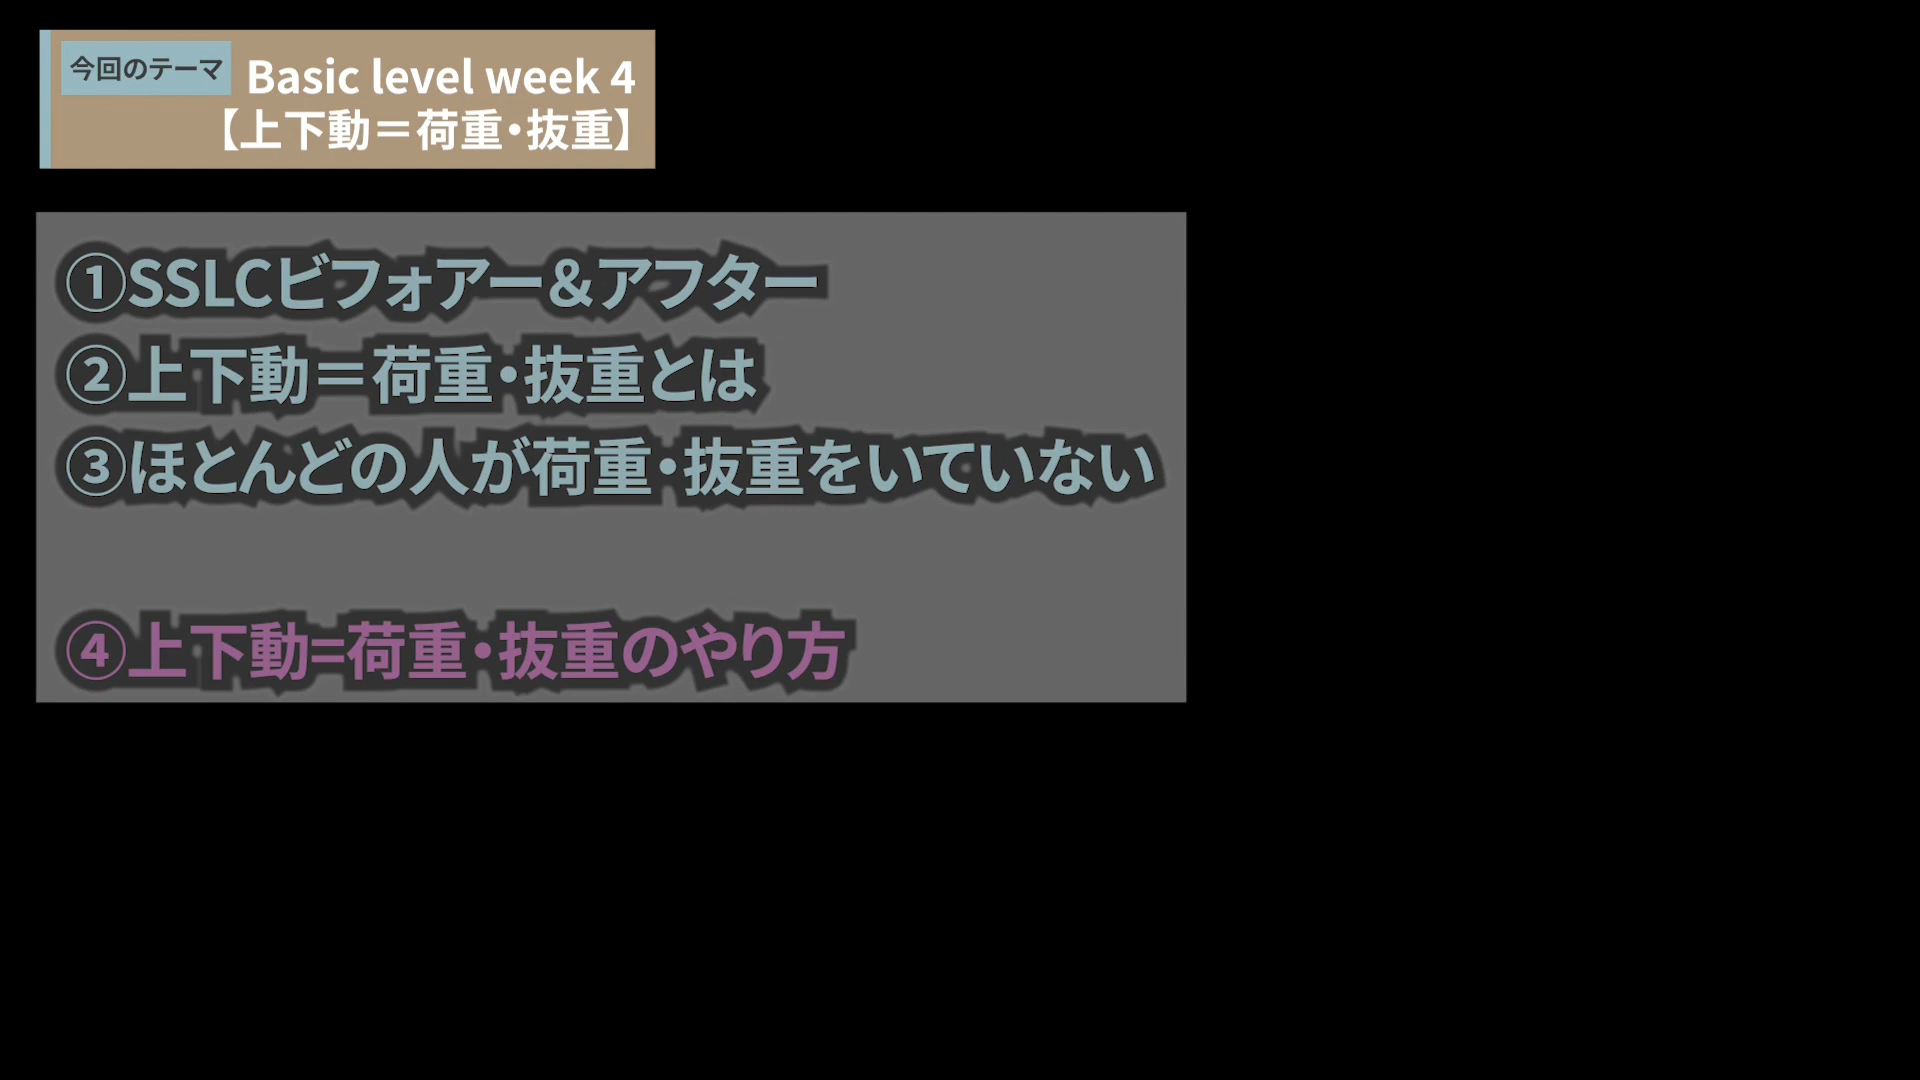 今回のテーマ
Basic level week 4
【上下動＝荷重・抜重】
①SSLCビフォアー＆アフター
②上下動＝荷重・抜重とは
③ほとんどの人が荷重・抜重をいていない
④上下動=荷重・抜重のやり方